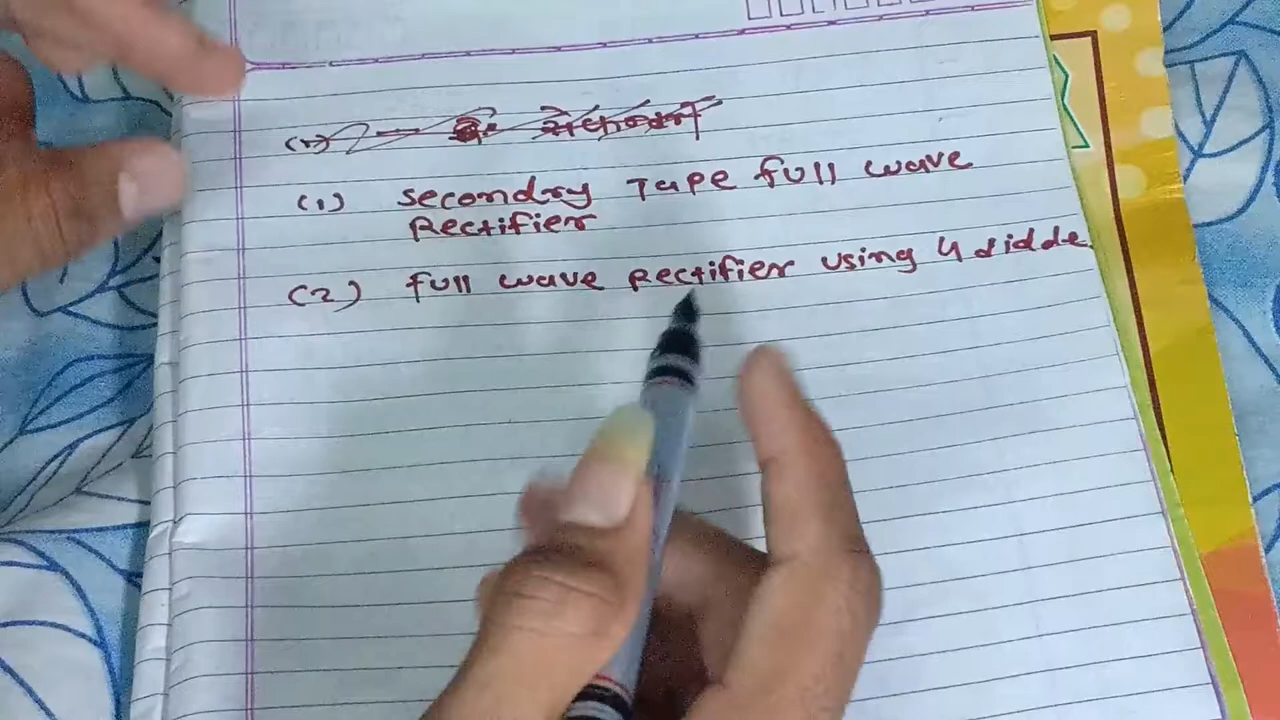 (1) Secondry Tape full wave
Rectifier
(2) full wave Rectifier using 4 didde.